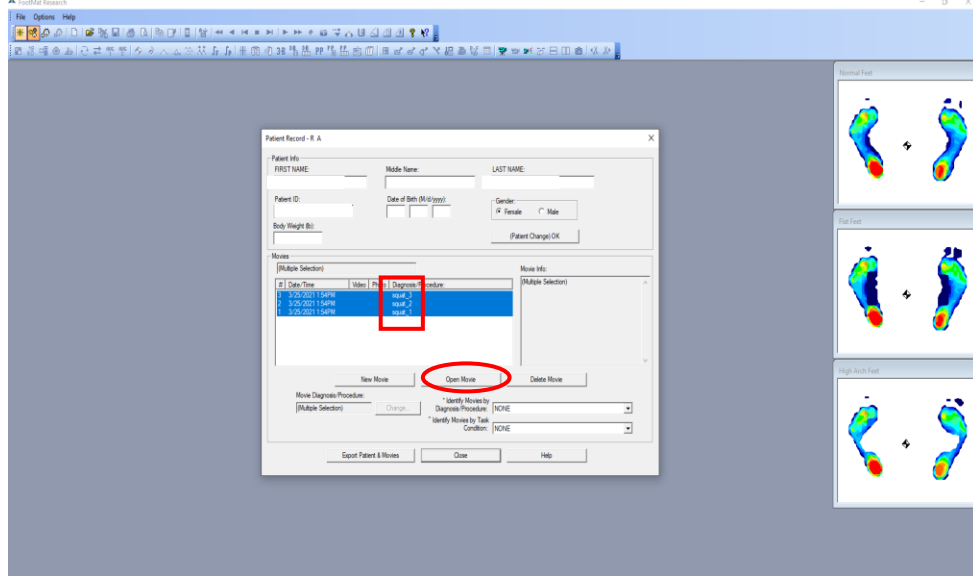 FootMat Research
File Options Help
Patient Record - R A
Patient Info
FIRST NAME: Middle Name: LAST NAME:
Patient ID: Date of Birth (M/d/yyyy): Gender:
Female Male
Body Weight (lb):
(Patient Change) OK
Movies
(Multiple Selection) Movie Info:
# Date/Time Video Photo Diagnosis/Procedure: (Multiple Selection)
3 3/25/2021 1:54PM squat_3
2 3/25/2021 1:54PM squat_2
1 3/25/2021 1:54PM squat_1
New Movie Open Movie Delete Movie
Movie Diagnosis/Procedure:
(Multiple Selection) Change...
* Identify Movies by
Diagnosis/Procedure: NONE
* Identify Movies by Task
Condition: NONE
Export Patient & Movies Close Help
Normal Feet
Flat Feet
High Arch Feet